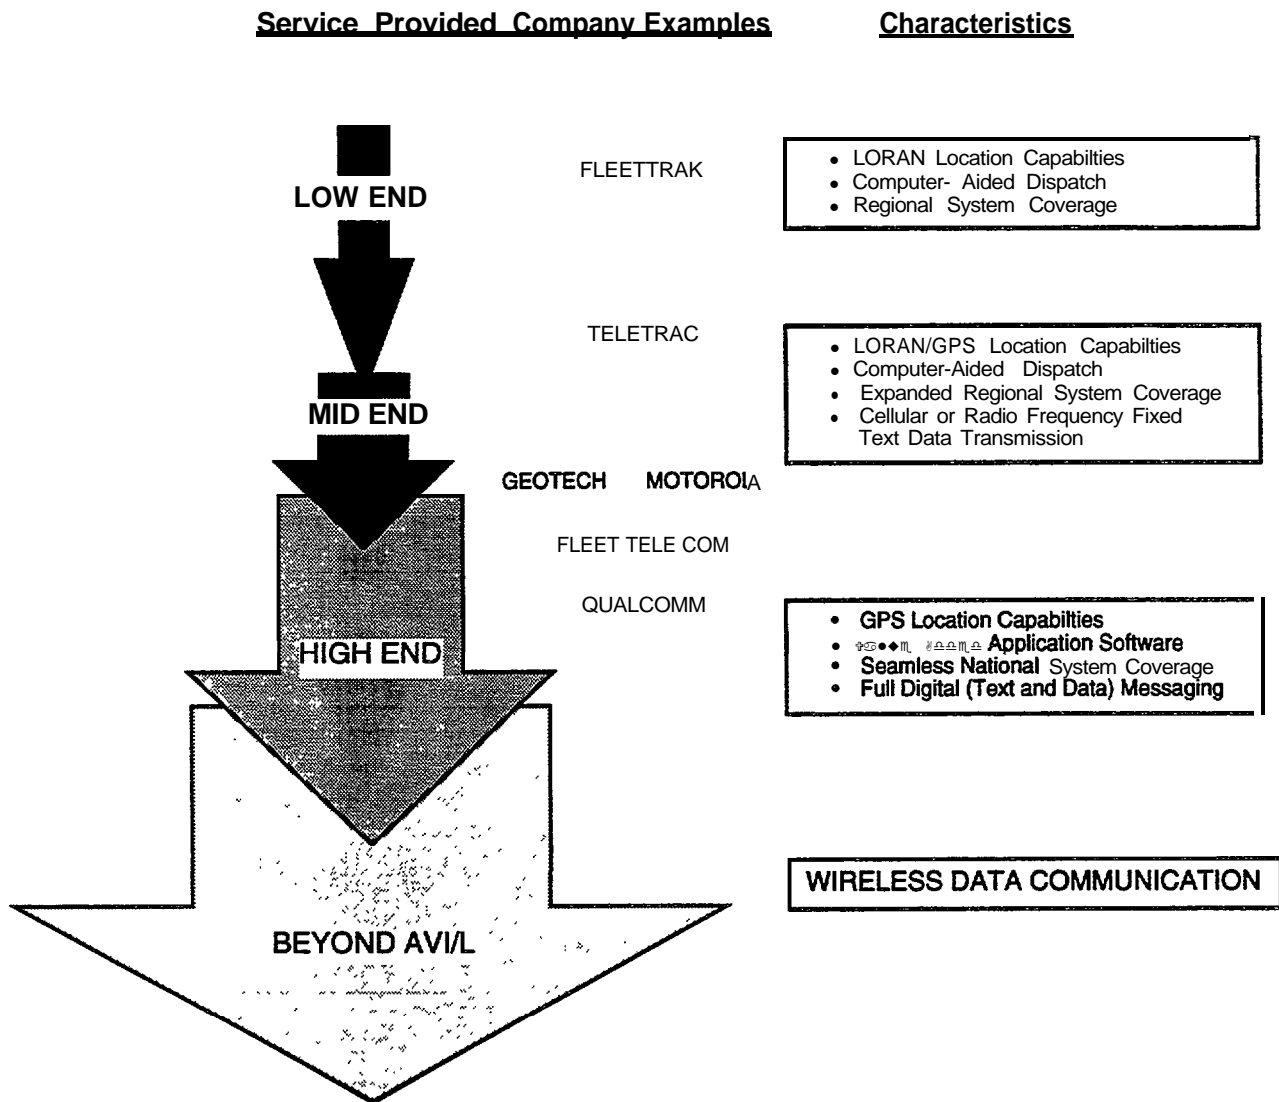 Service Provided Company Examples Characteristics
LOW END
FLEETTRAK
• LORAN Location Capabilties
• Computer- Aided Dispatch
• Regional System Coverage
MID END
TELETRAC
• LORAN/GPS Location Capabilties
• Computer-Aided Dispatch
• Expanded Regional System Coverage
• Cellular or Radio Frequency Fixed
Text Data Transmission
GEOTECH MOTOROlA
FLEET TELE COM
QUALCOMM
HIGH END
• GPS Location Capabilties
• Application Software
• Seamless National System Coverage
• Full Digital (Text and Data) Messaging
BEYOND AVI/L
WIRELESS DATA COMMUNICATION